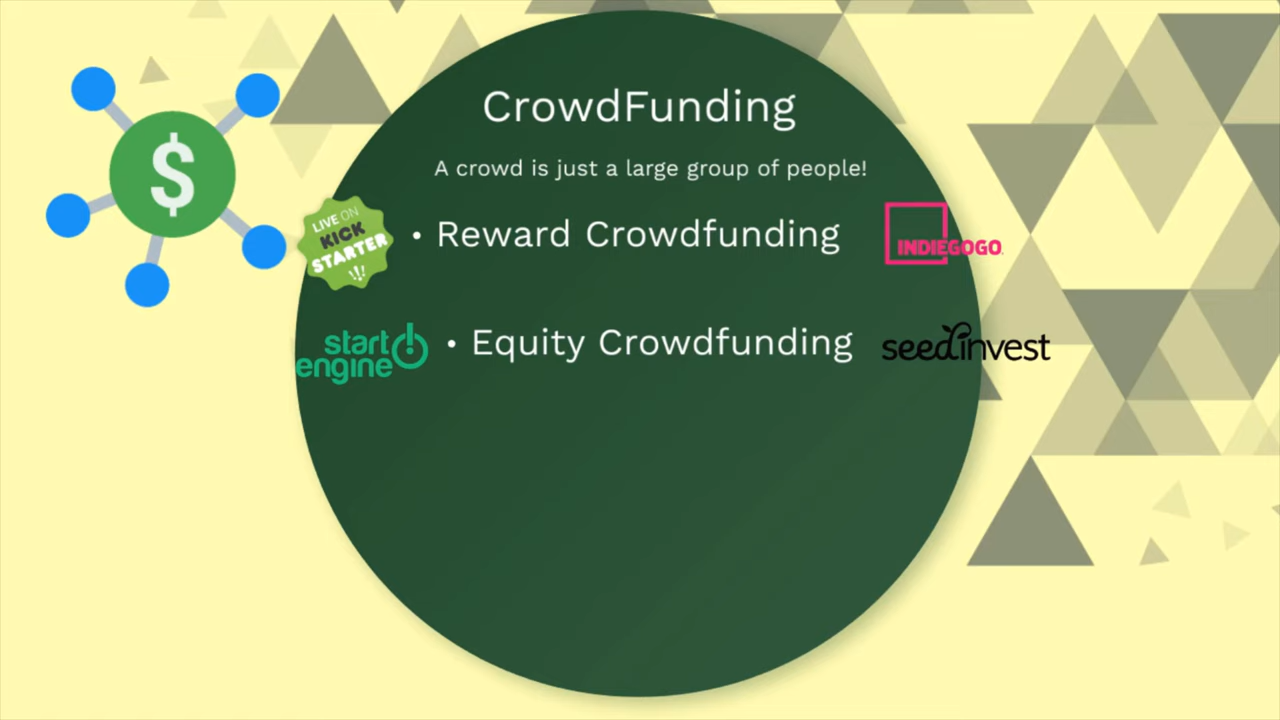 CrowdFunding
A crowd is just a large group of people!
LIVE ON
KICK
STARTER
• Reward Crowdfunding
INDIEGOGO
start
engine
• Equity Crowdfunding
seedinvest
$